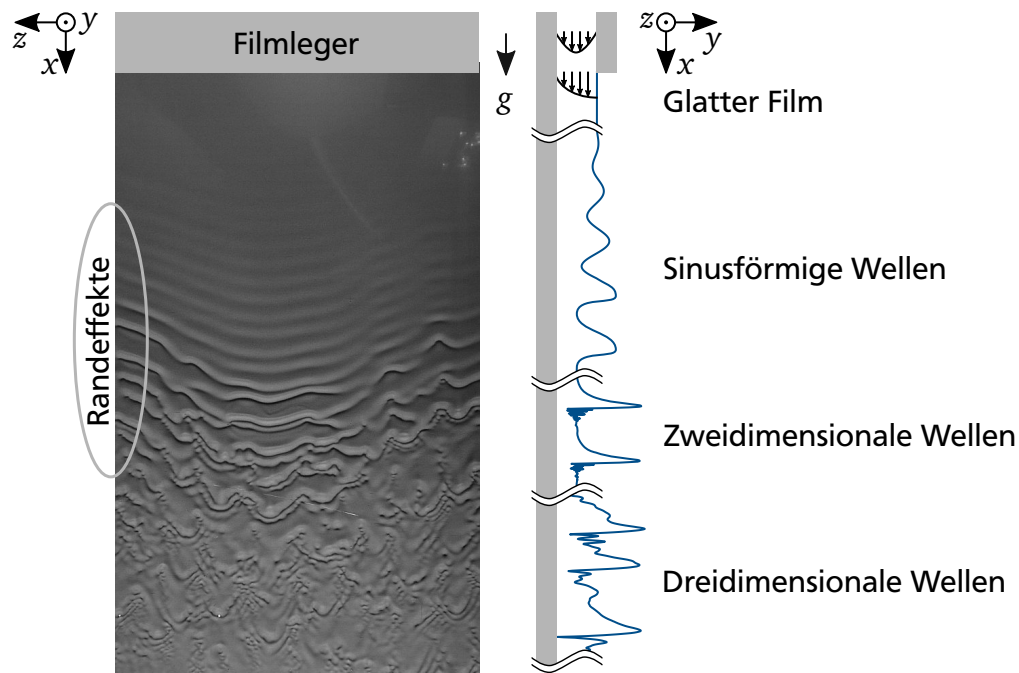 z
y
x
Filmleger
g
z
y
x
Glatter Film
Randeffekte
Sinusförmige Wellen
Zweidimensionale Wellen
Dreidimensionale Wellen